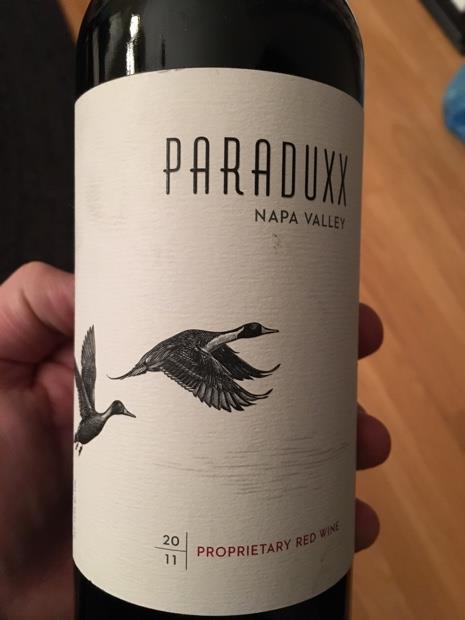 PARADUXX
NAPA VALLEY
20
11
PROPRIETARY RED WINE